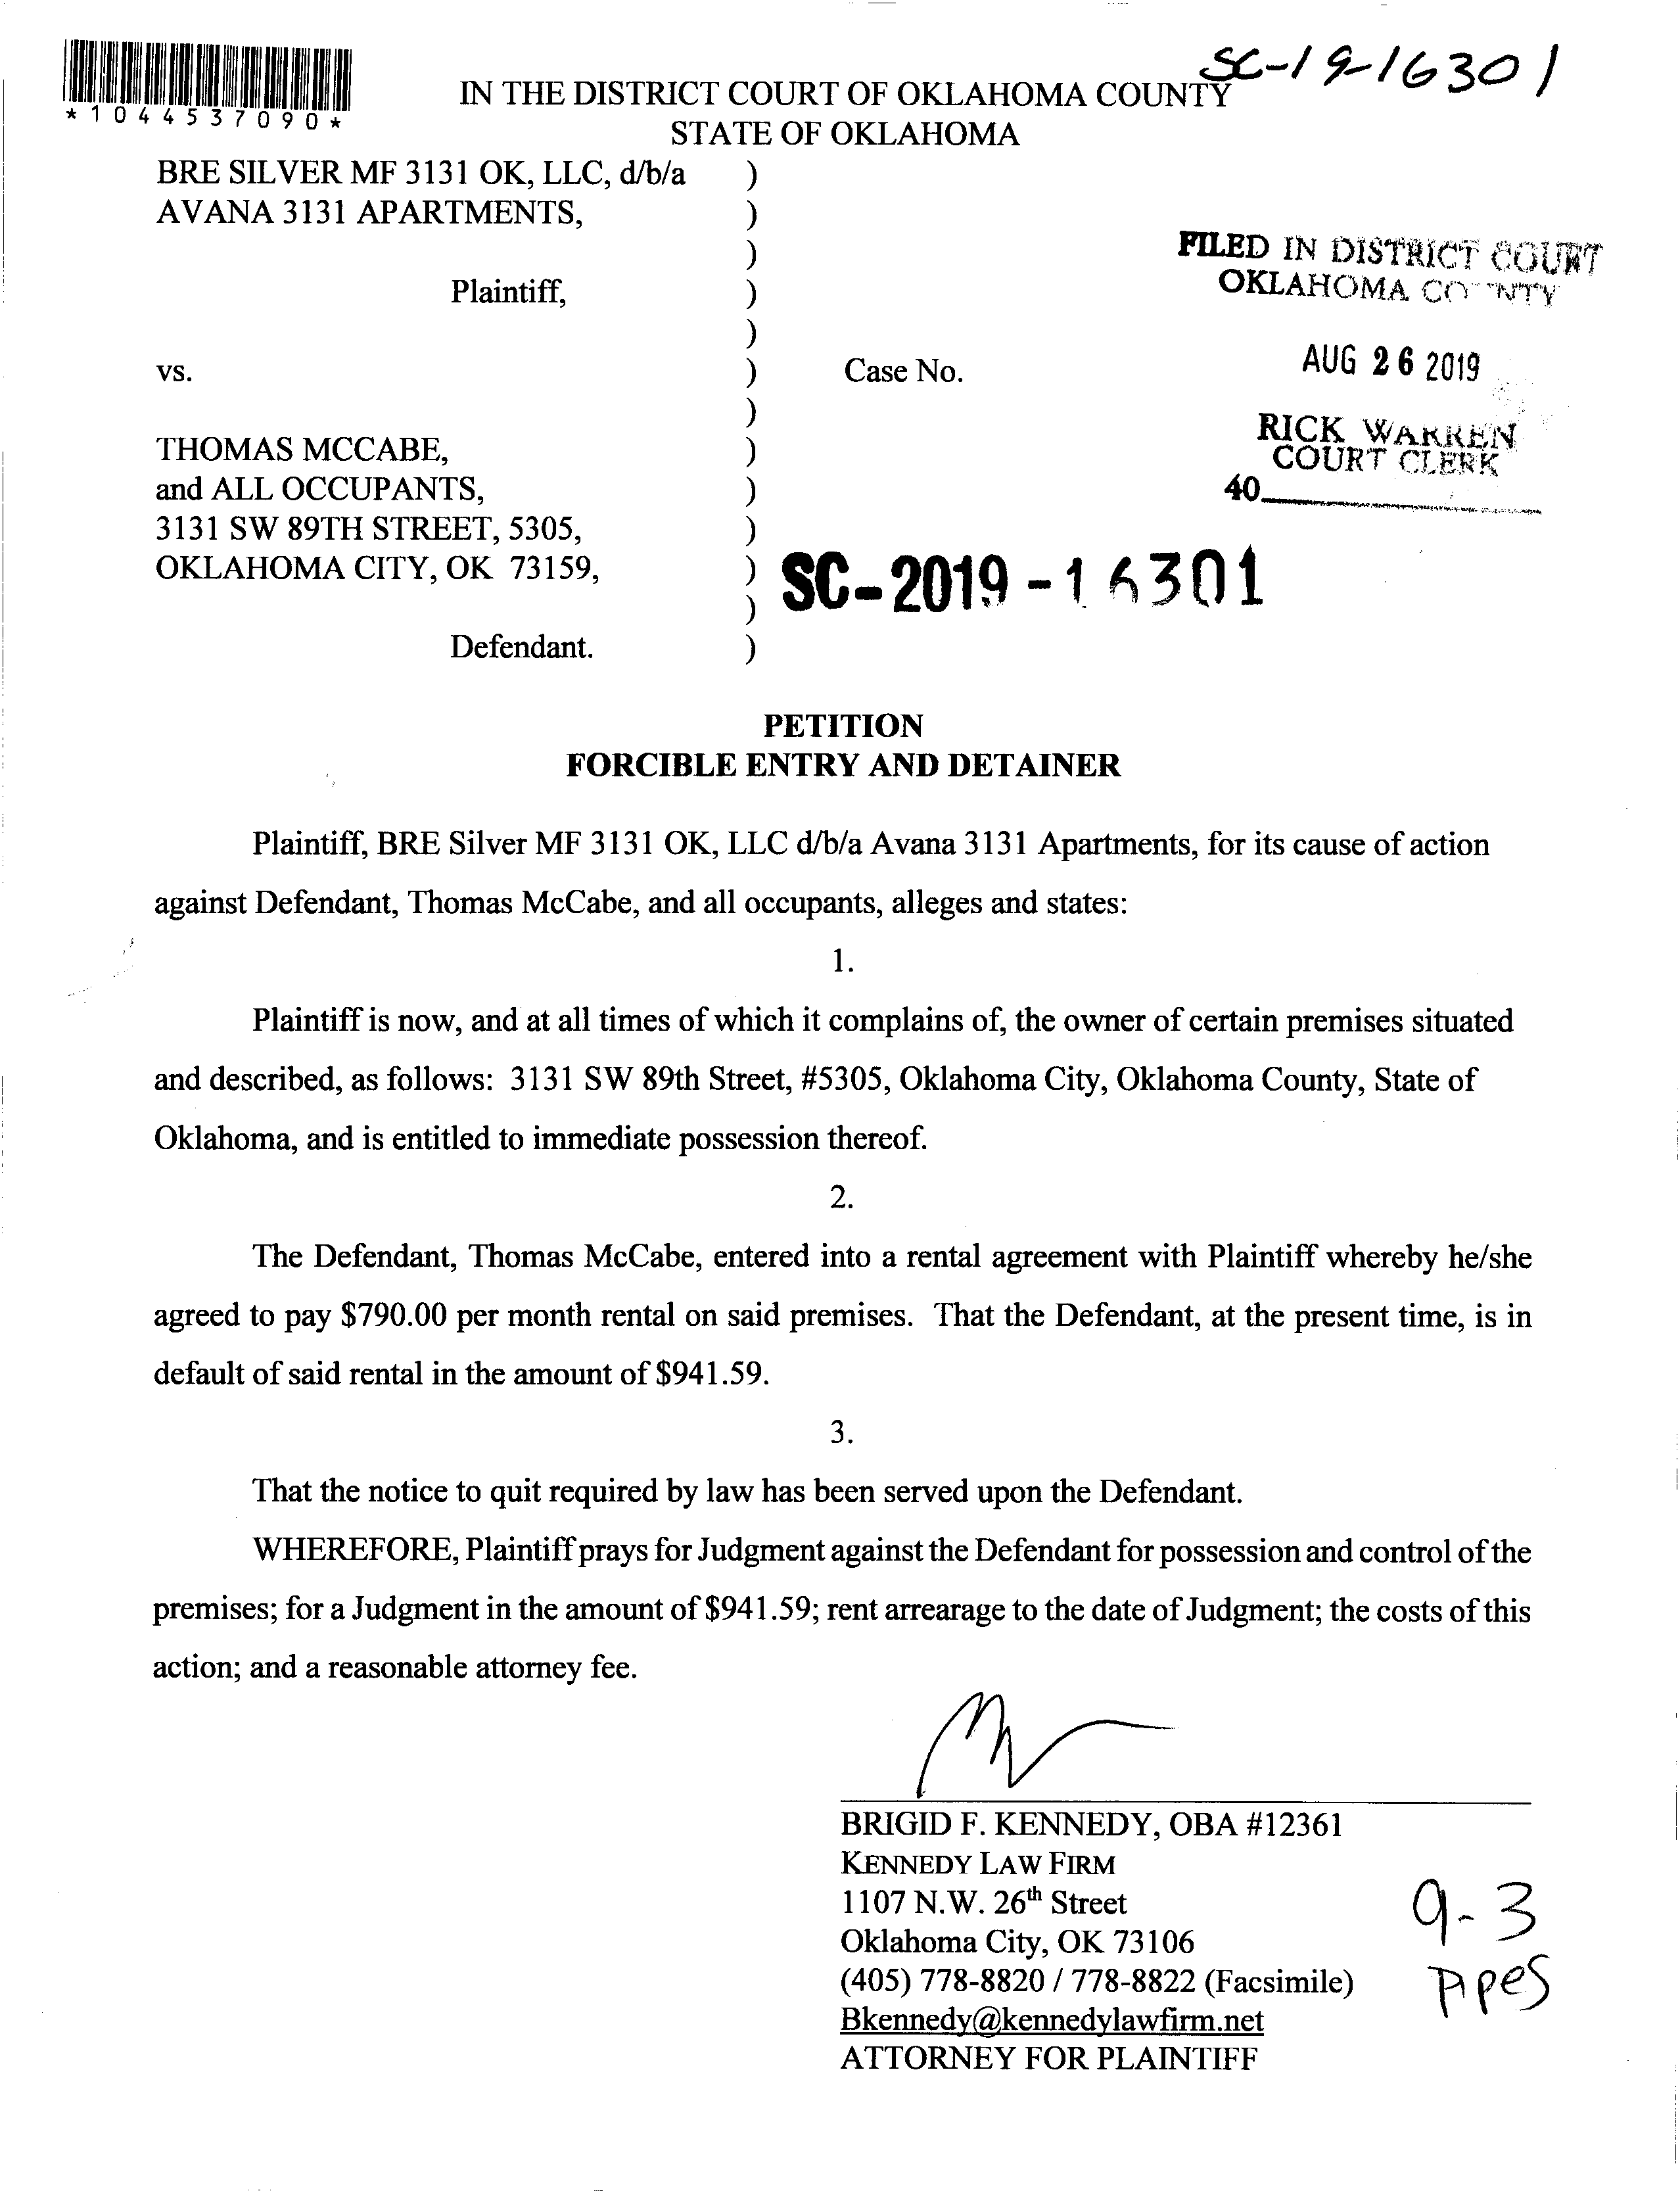 SC-19-16301
*1044537090*
IN THE DISTRICT COURT OF OKLAHOMA COUNTY
STATE OF OKLAHOMA
BRE SILVER MF 3131 OK, LLC, d/b/a )
AVANA 3131 APARTMENTS, )
)
Plaintiff, )
)
vs. ) Case No.
)
THOMAS MCCABE, )
and ALL OCCUPANTS, )
3131 SW 89TH STREET, 5305, )
OKLAHOMA CITY, OK 73159, )
)
Defendant. )
FILED IN DISTRICT COURT
OKLAHOMA COUNTY
AUG 26 2019
RICK WARREN
COURT CLERK
40
SC-2019-16301
PETITION
FORCIBLE ENTRY AND DETAINER
Plaintiff, BRE Silver MF 3131 OK, LLC d/b/a Avana 3131 Apartments, for its cause of action
against Defendant, Thomas McCabe, and all occupants, alleges and states:
1.
Plaintiff is now, and at all times of which it complains of, the owner of certain premises situated
and described, as follows: 3131 SW 89th Street, #5305, Oklahoma City, Oklahoma County, State of
Oklahoma, and is entitled to immediate possession thereof.
2.
The Defendant, Thomas McCabe, entered into a rental agreement with Plaintiff whereby he/she
agreed to pay $790.00 per month rental on said premises. That the Defendant, at the present time, is in
default of said rental in the amount of $941.59.
3.
That the notice to quit required by law has been served upon the Defendant.
WHEREFORE, Plaintiff prays for Judgment against the Defendant for possession and control of the
premises; for a Judgment in the amount of $941.59; rent arrearage to the date of Judgment; the costs of this
action; and a reasonable attorney fee.
BRIGID F. KENNEDY, OBA #12361
KENNEDY LAW FIRM
1107 N.W. 26th Street
Oklahoma City, OK 73106
(405) 778-8820 / 778-8822 (Facsimile)
Bkennedy@kennedylawfirm.net
ATTORNEY FOR PLAINTIFF
9-3